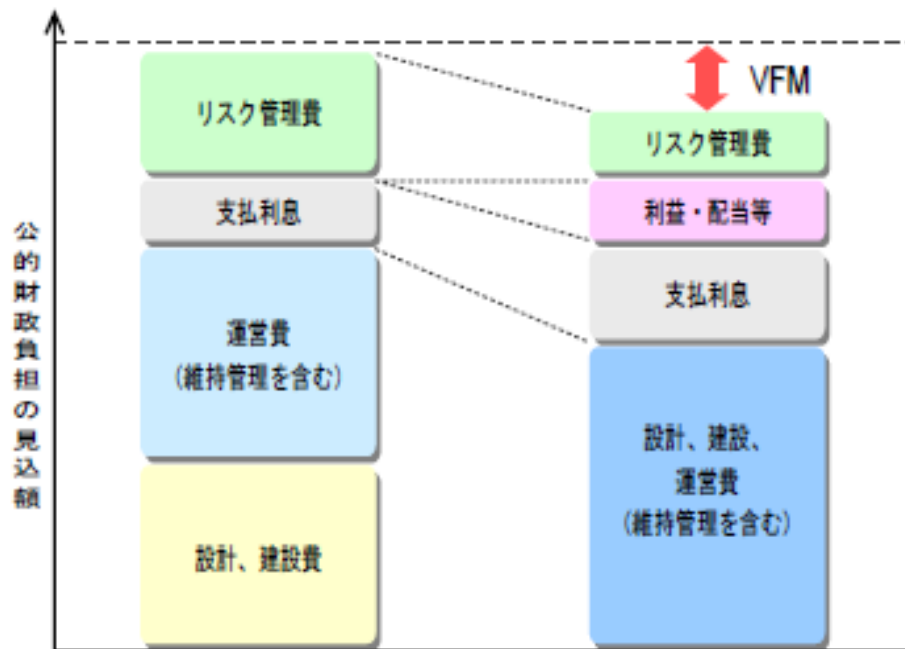 公的財政負担の見込額
リスク管理費
支払利息
運営費
(維持管理を含む)
設計、建設費
VFM
リスク管理費
利益・配当等
支払利息
設計、建設、
運営費
(維持管理を含む)